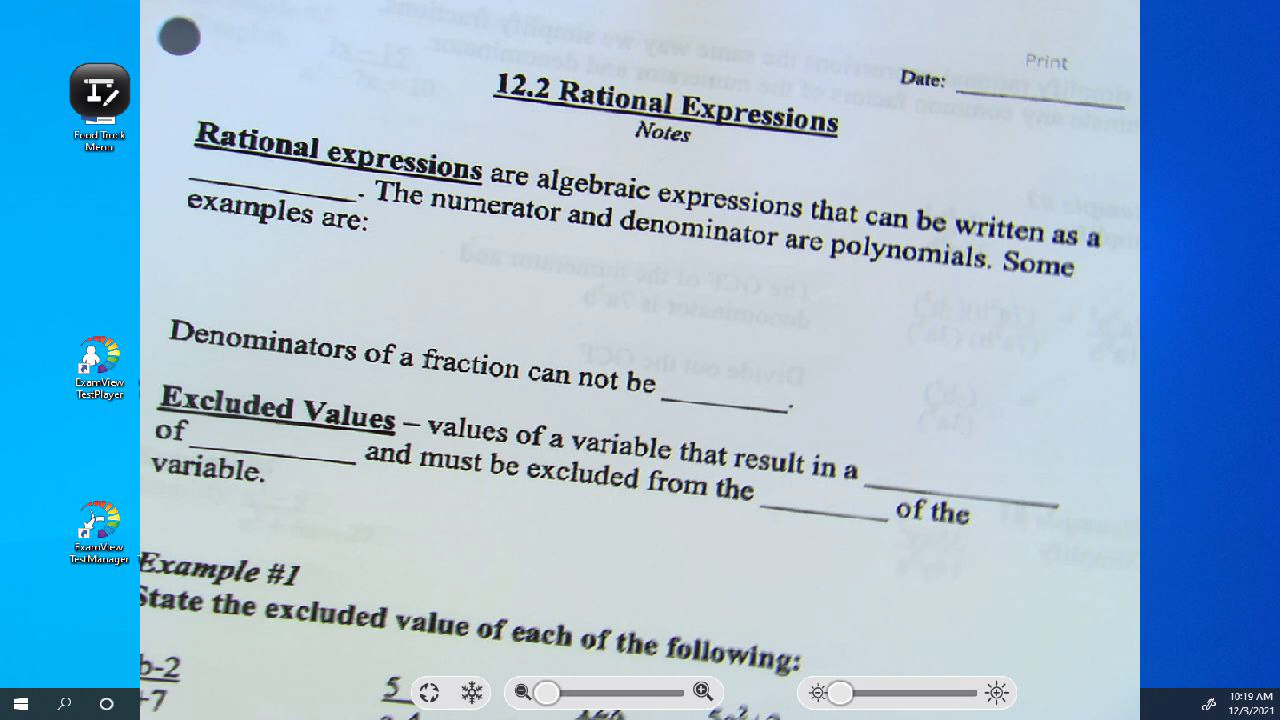 Print
Date:
12.2 Rational Expressions
Notes
Rational expressions are algebraic expressions that can be written as a
. The numerator and denominator are polynomials. Some
examples are:
Denominators of a fraction can not be
.
Excluded Values – values of a variable that result in a
of and must be excluded from the of the
variable.
Example #1
State the excluded value of each of the following:
b-2
+7
5
Food Truck
Menu
ExamView
TestPlayer
ExamView
TestManager
10:19 AM
12/3/2021